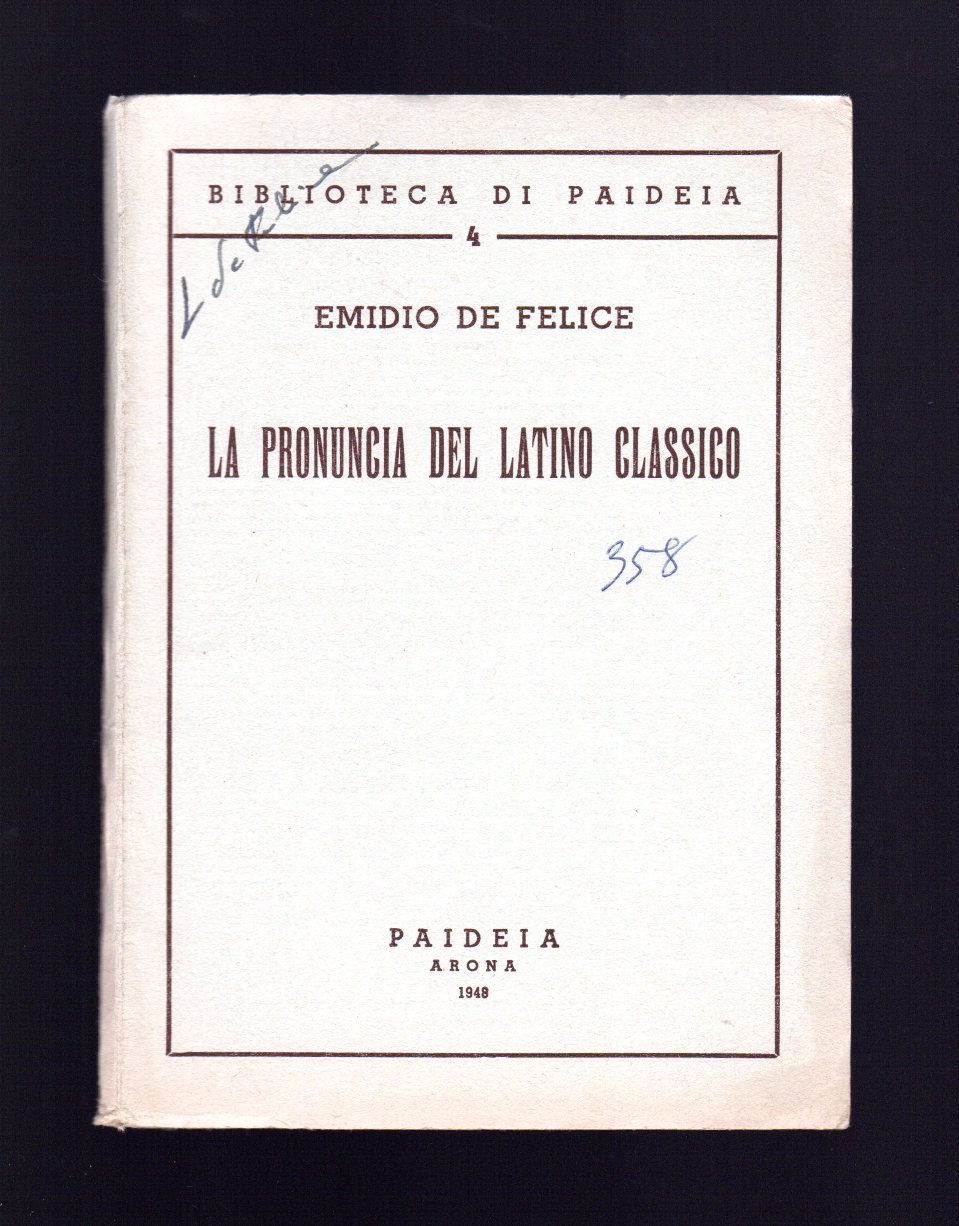 BIBLIOTECA DI PAIDEIA
4
EMIDIO DE FELICE
LA PRONUNCIA DEL LATINO CLASSICO
358
PAIDEIA
ARONA
1948